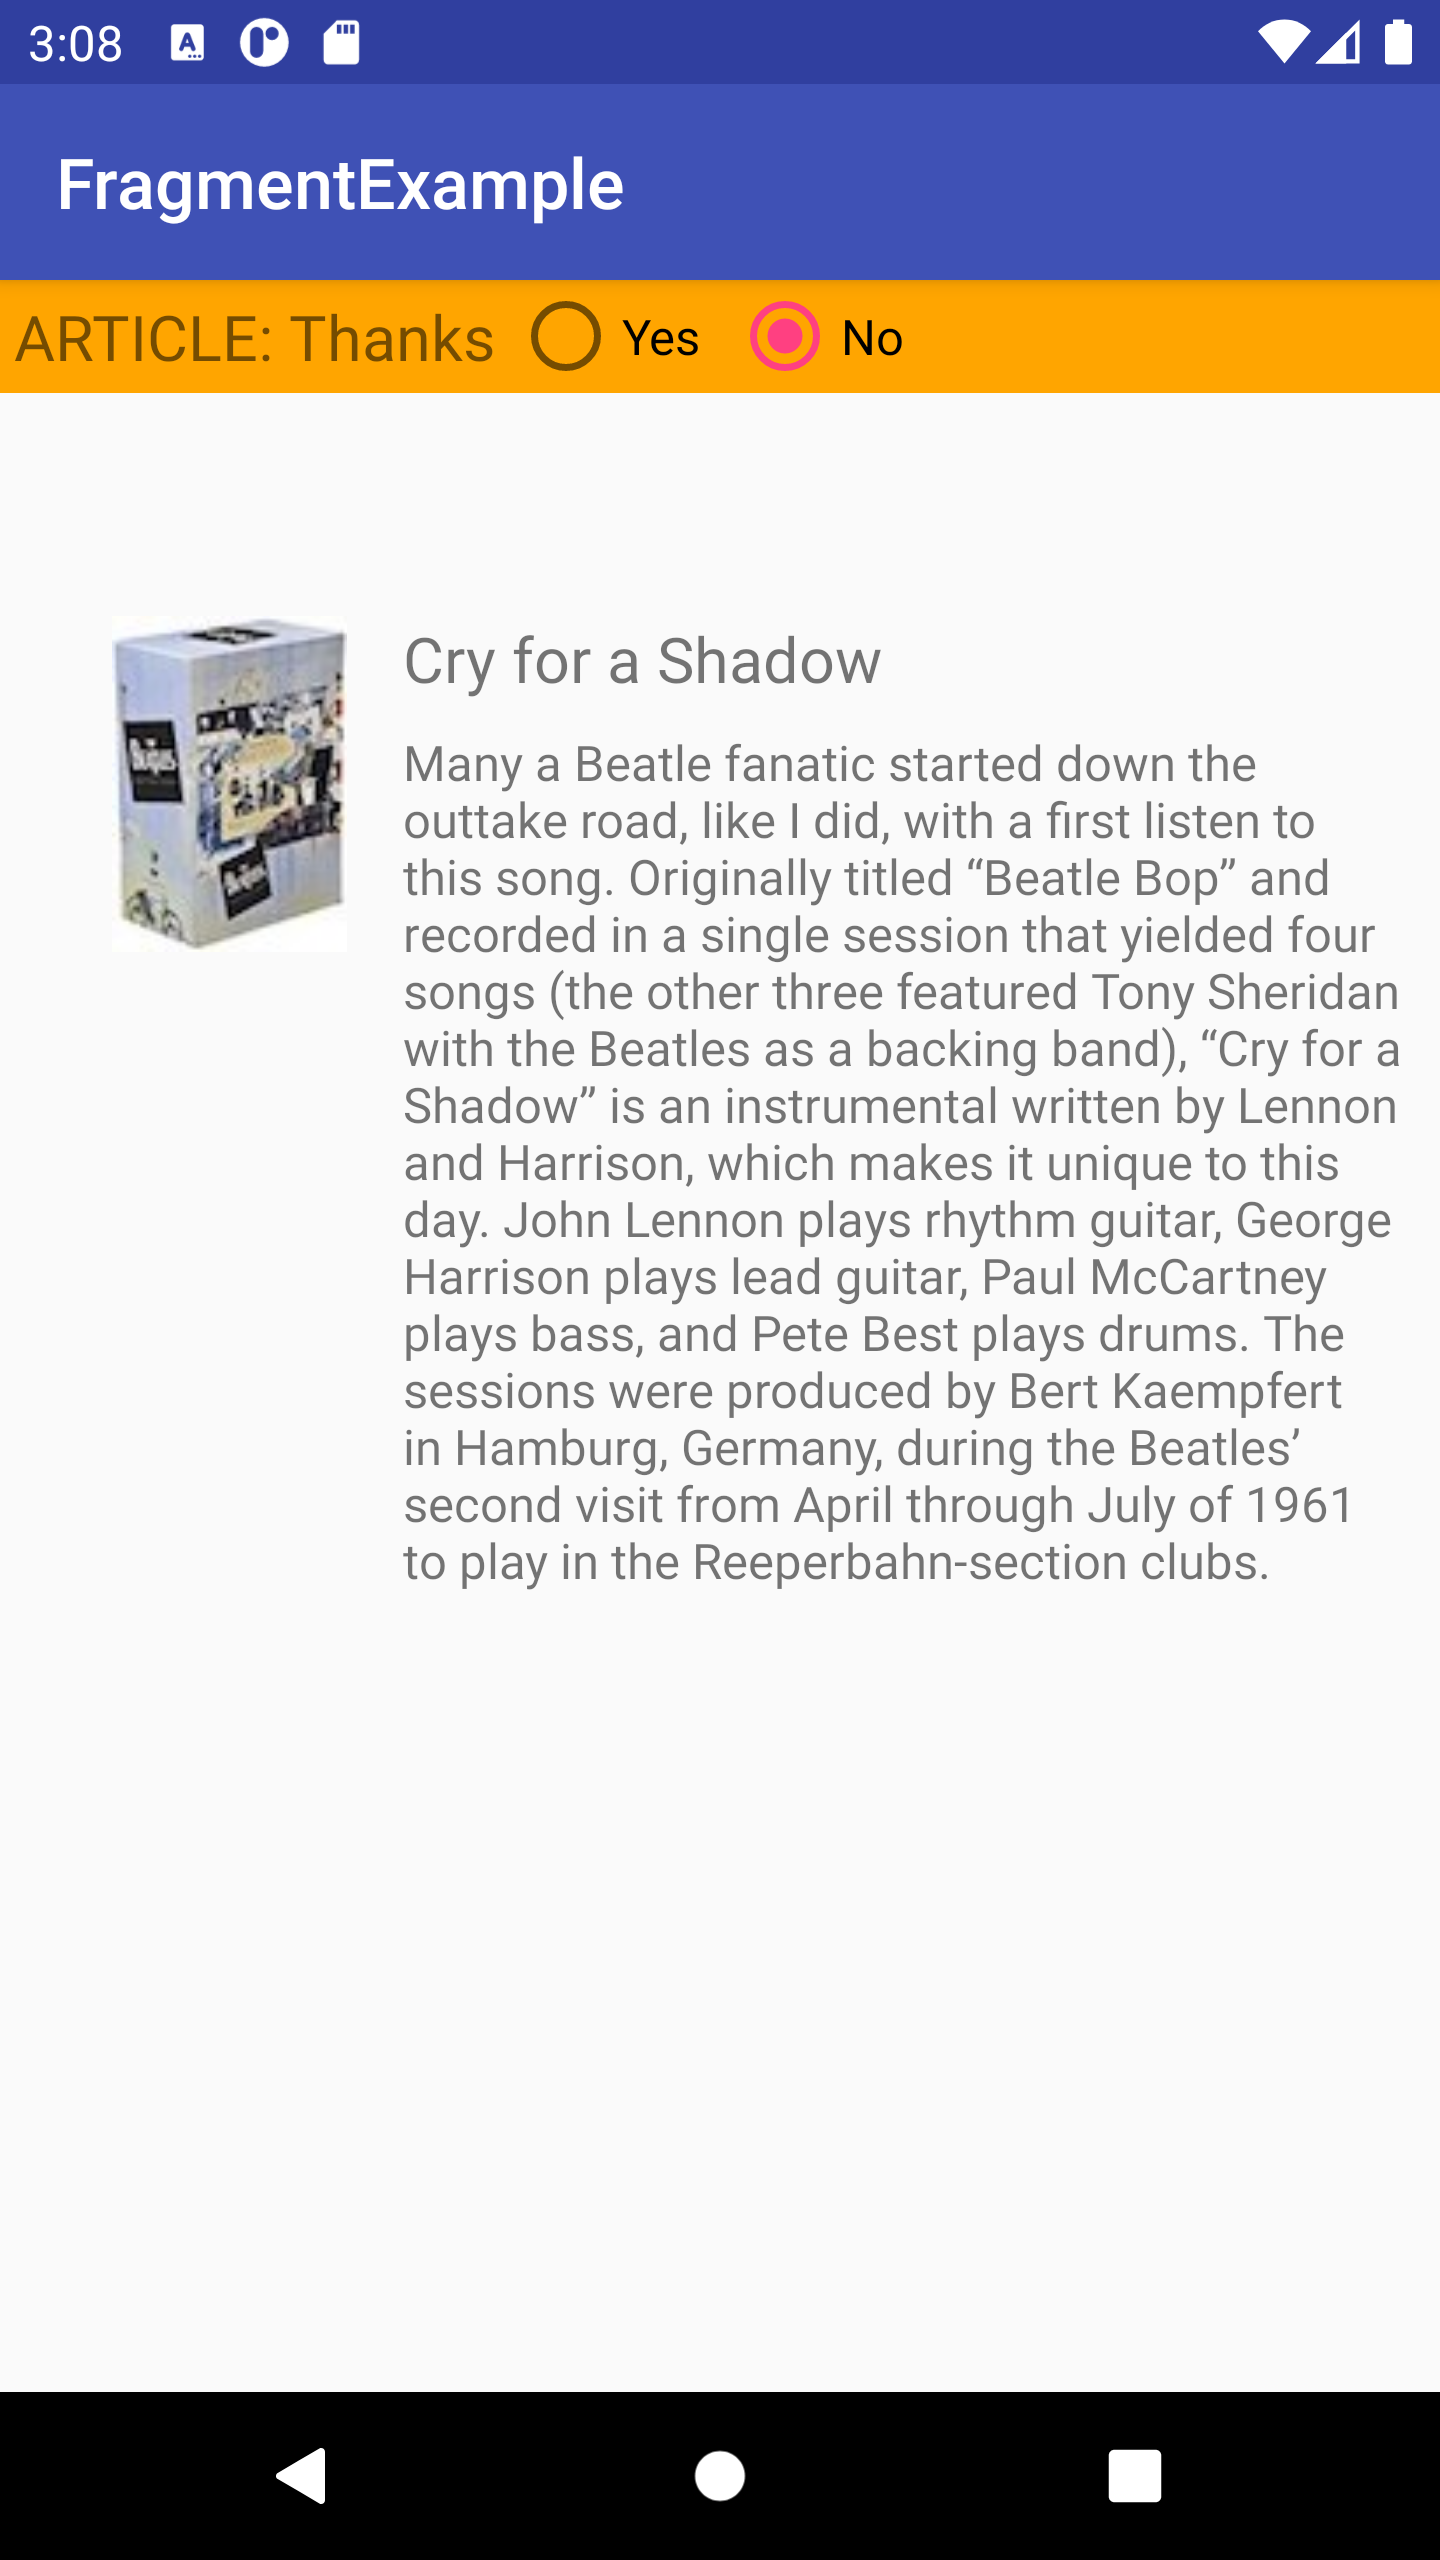 3:08
FragmentExample
ARTICLE: Thanks Yes No
Cry for a Shadow
Many a Beatle fanatic started down the
outtake road, like I did, with a first listen to
this song. Originally titled “Beatle Bop” and
recorded in a single session that yielded four
songs (the other three featured Tony Sheridan
with the Beatles as a backing band), “Cry for a
Shadow” is an instrumental written by Lennon
and Harrison, which makes it unique to this
day. John Lennon plays rhythm guitar, George
Harrison plays lead guitar, Paul McCartney
plays bass, and Pete Best plays drums. The
sessions were produced by Bert Kaempfert
in Hamburg, Germany, during the Beatles’
second visit from April through July of 1961
to play in the Reeperbahn-section clubs.